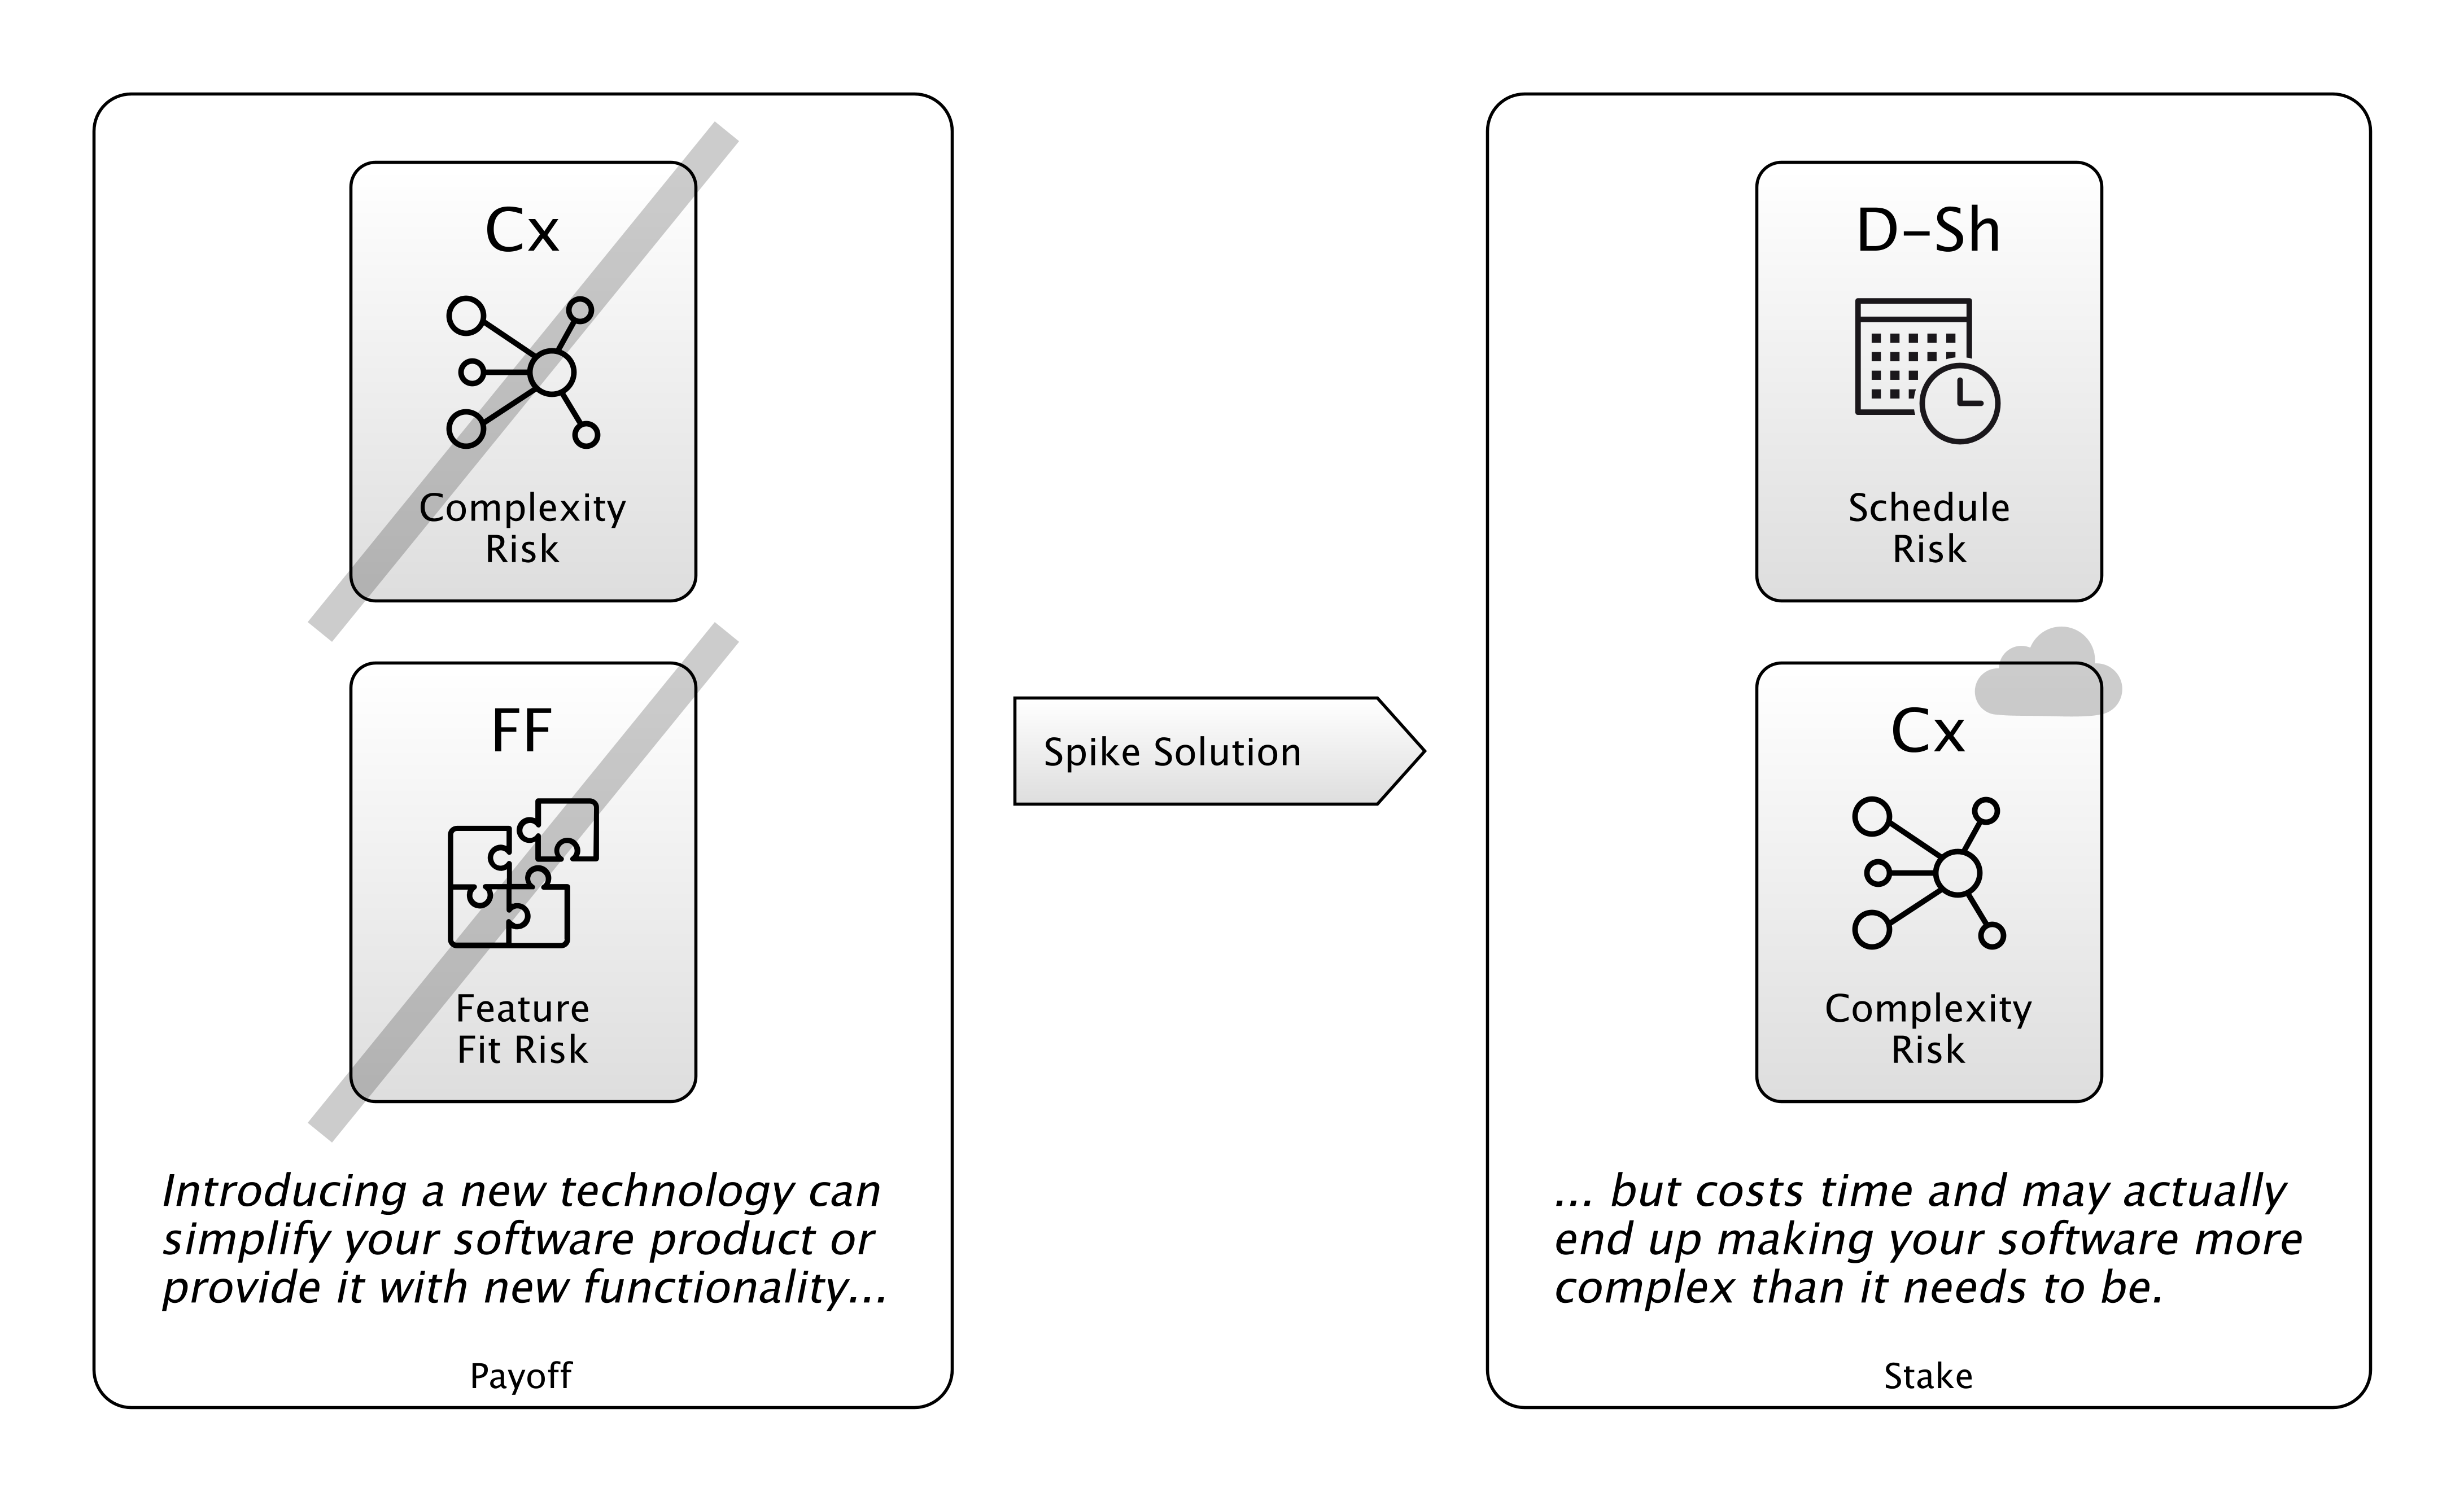 Cx
Complexity
Risk
FF
Feature
Fit Risk
Introducing a new technology can
simplify your software product or
provide it with new functionality...
Payoff
Spike Solution
D–Sh
Schedule
Risk
Cx
Complexity
Risk
... but costs time and may actually
end up making your software more
complex than it needs to be.
Stake